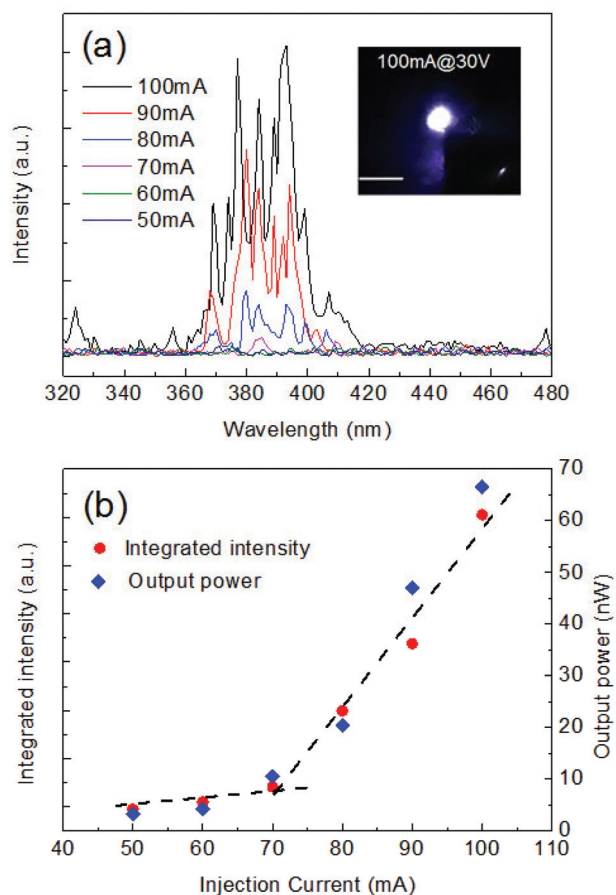 (a)
100mA@30V
100mA
90mA
80mA
70mA
60mA
50mA
Intensity (a.u.)
320 340 360 380 400 420 440 460 480
Wavelength (nm)
(b)
Integrated intensity
Output power
Integrated intensity (a.u.)
70
60
50
40
30
20
10
0
Output power (nW)
40 50 60 70 80 90 100 110
Injection Current (mA)